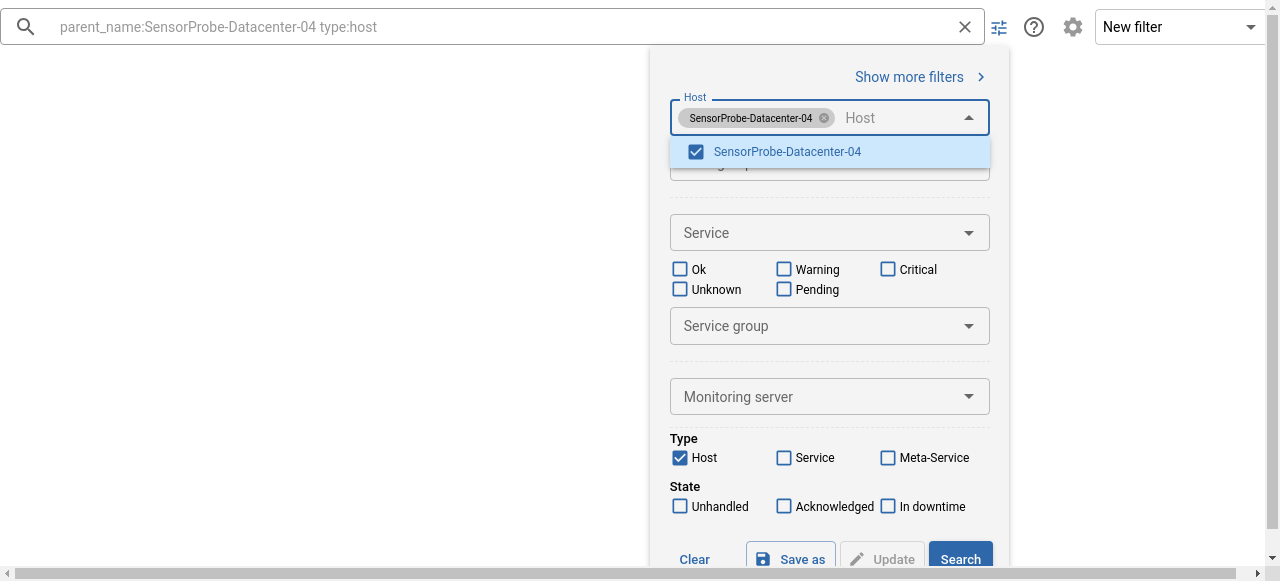 parent_name:SensorProbe-Datacenter-04 type:host
New filter
Show more filters
Host
SensorProbe-Datacenter-04 Host
SensorProbe-Datacenter-04
Service
Ok Warning Critical
Unknown Pending
Service group
Monitoring server
Type
Host Service Meta-Service
State
Unhandled Acknowledged In downtime
Clear Save as Update Search